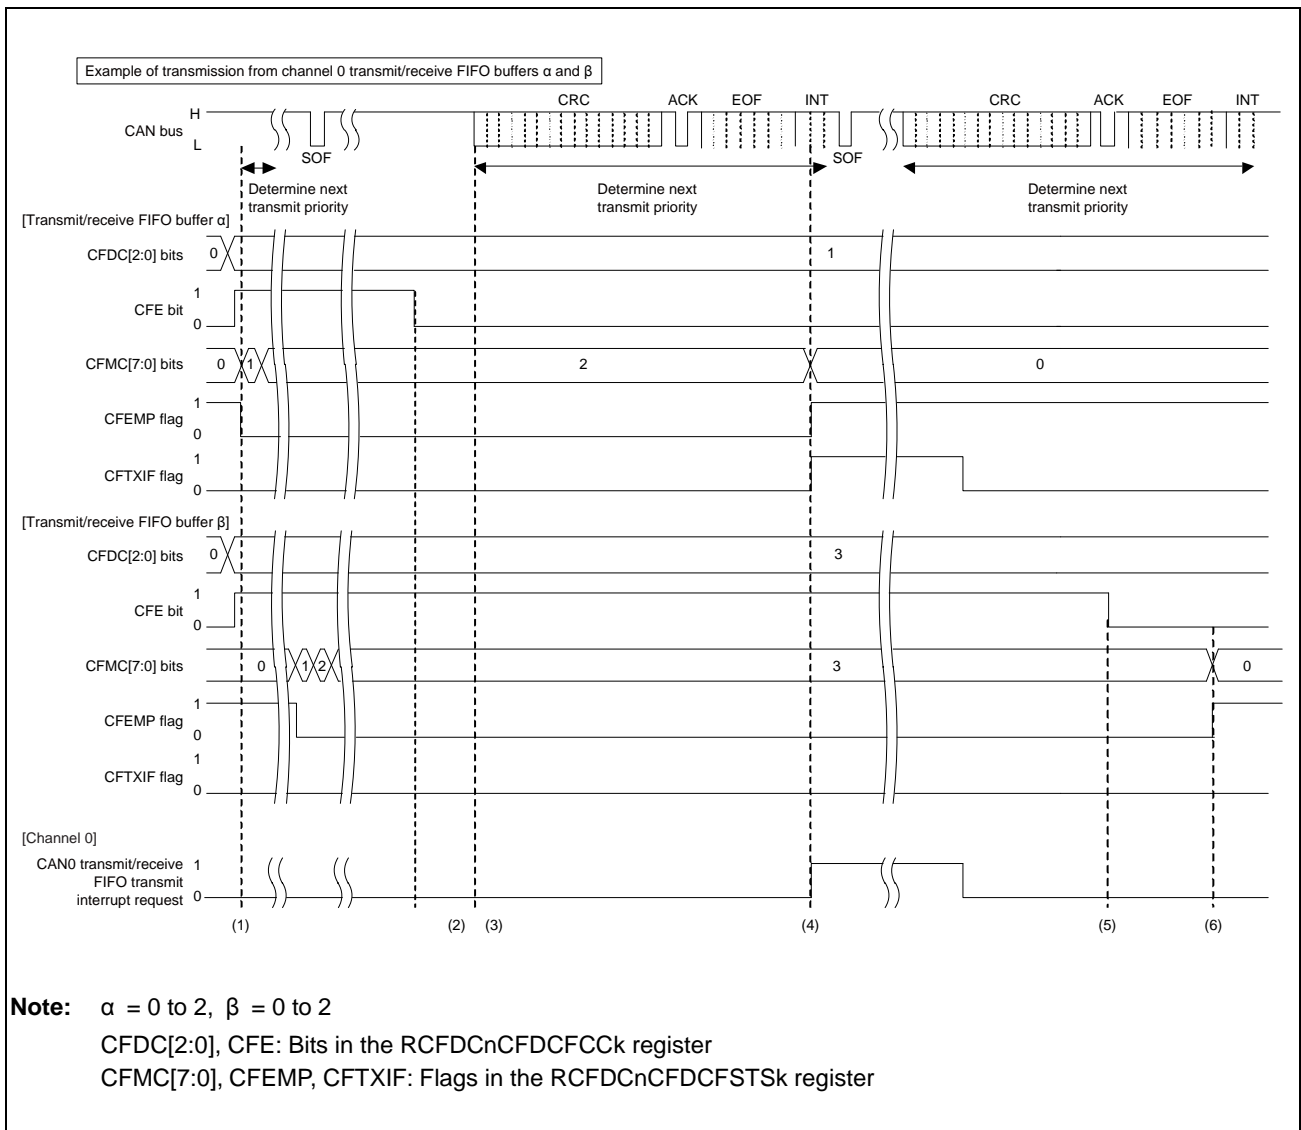 Example of transmission from channel 0 transmit/receive FIFO buffers α and β
CRC ACK EOF INT CRC ACK EOF INT
H
CAN bus
L
SOF SOF
Determine next transmit priority
Determine next transmit priority
Determine next transmit priority
[Transmit/receive FIFO buffer α]
CFDC[2:0] bits 0 1
1
CFE bit
0
CFMC[7:0] bits 0 1 2 0
1
CFEMP flag
0
1
CFTXIF flag
0
[Transmit/receive FIFO buffer β]
CFDC[2:0] bits 0 3
1
CFE bit
0
CFMC[7:0] bits 0 1 2 3 0
1
CFEMP flag
0
1
CFTXIF flag
0
[Channel 0]
CAN0 transmit/receive 1
FIFO transmit
interrupt request 0
(1) (2) (3) (4) (5) (6)
Note: α = 0 to 2, β = 0 to 2
CFDC[2:0], CFE: Bits in the RCFDCnCFDCFCCk register
CFMC[7:0], CFEMP, CFTXIF: Flags in the RCFDCnCFDCFSTSk register